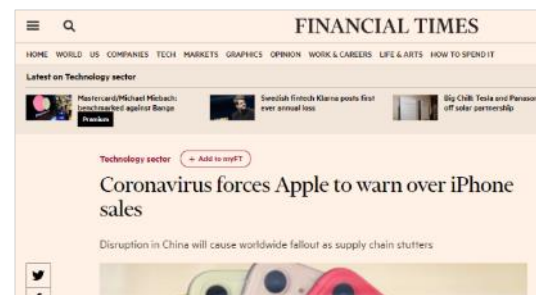 FINANCIAL TIMES
HOME WORLD US COMPANIES TECH MARKETS GRAPHICS OPINION WORK & CAREERS LIFE & ARTS HOW TO SPEND IT
Latest on Technology sector
Mastercard/Michael Miebach:
benchmarked against Banga
Premium
Swedish fintech Klarna posts first
ever annual loss
Big Chill: Tesla and Panason
off solar partnership
Technology sector
+ Add to myFT
Coronavirus forces Apple to warn over iPhone
sales
Disruption in China will cause worldwide fallout as supply chain stutters